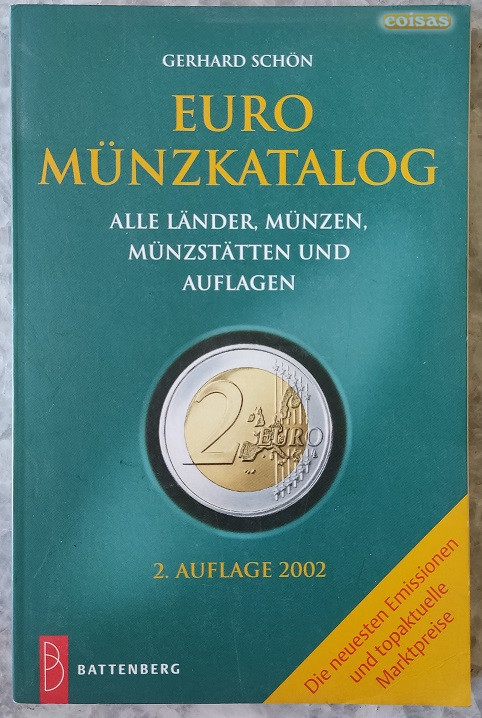 coisas
GERHARD SCHÖN
EURO
MÜNZKATALOG
ALLE LÄNDER, MÜNZEN,
MÜNZSTÄTTEN UND
AUFLAGEN
2 EURO
2. AUFLAGE 2002
Die neuesten Emissionen
und topaktuelle
Marktpreise
BATTENBERG